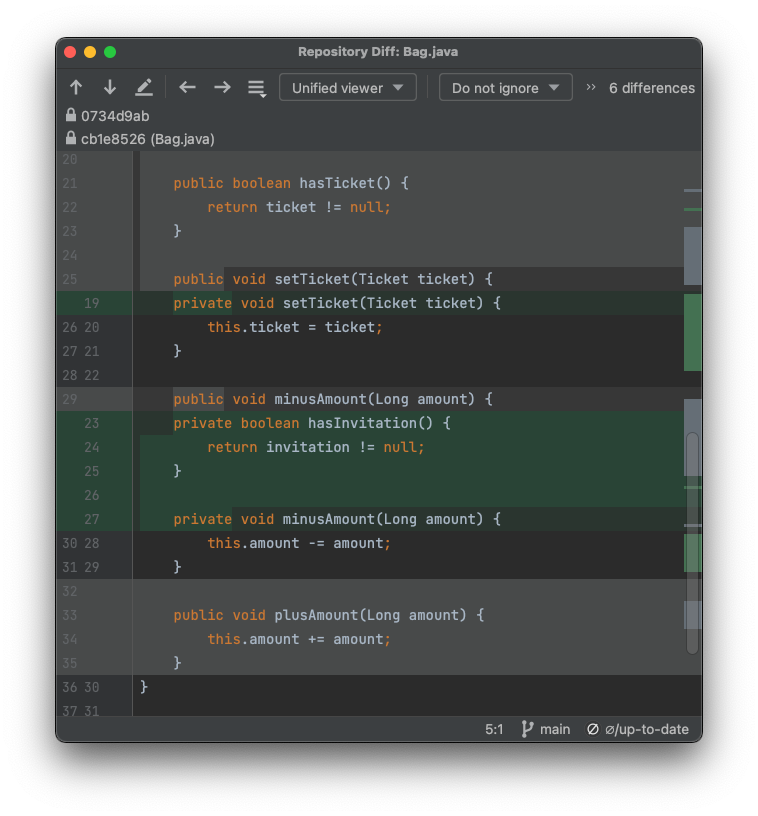 Repository Diff: Bag.java
Unified viewer Do not ignore 6 differences
0734d9ab
cb1e8526 (Bag.java)
20
21 public boolean hasTicket() {
22 return ticket != null;
23 }
24
25 public void setTicket(Ticket ticket) {
19 private void setTicket(Ticket ticket) {
26 20 this.ticket = ticket;
27 21 }
28 22
29 public void minusAmount(Long amount) {
23 private boolean hasInvitation() {
24 return invitation != null;
25 }
26
27 private void minusAmount(Long amount) {
30 28 this.amount -= amount;
31 29 }
32
33 public void plusAmount(Long amount) {
34 this.amount += amount;
35 }
36 30 }
37 31
5:1 main ∅/up-to-date